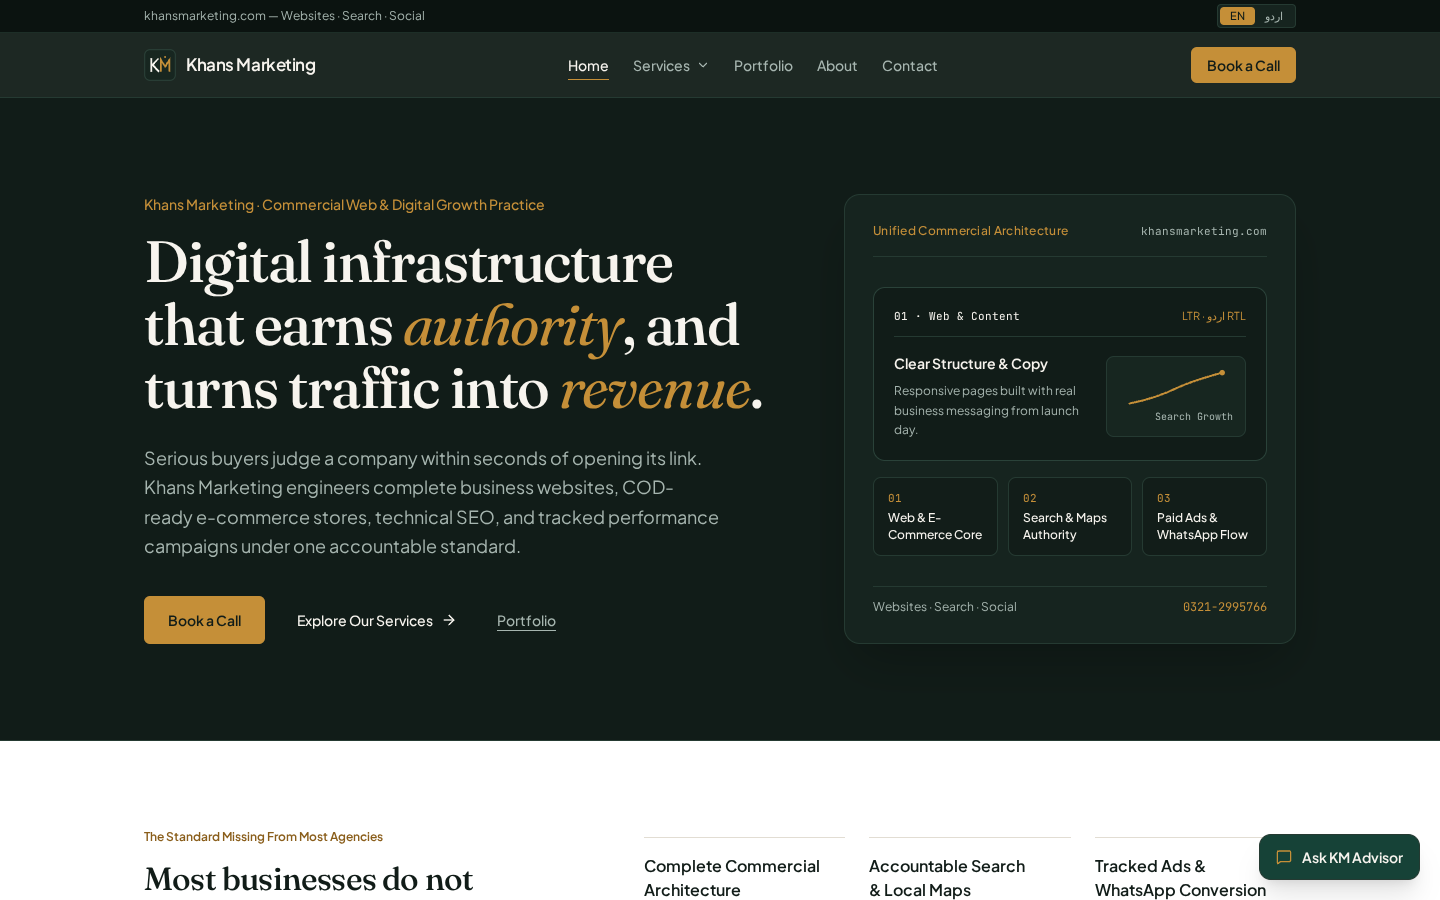 khansmarketing.com — Websites · Search · Social
EN اردو
KM Khans Marketing
Home Services Portfolio About Contact
Book a Call
Khans Marketing · Commercial Web & Digital Growth Practice
Digital infrastructure
that earns authority, and
turns traffic into revenue.
Serious buyers judge a company within seconds of opening its link.
Khans Marketing engineers complete business websites, COD-
ready e-commerce stores, technical SEO, and tracked performance
campaigns under one accountable standard.
Book a Call Explore Our Services → Portfolio
Unified Commercial Architecture khansmarketing.com
01 · Web & Content LTR · اردو RTL
Clear Structure & Copy
Responsive pages built with real
business messaging from launch
day.
Search Growth
01
Web & E-
Commerce Core
02
Search & Maps
Authority
03
Paid Ads &
WhatsApp Flow
Websites · Search · Social 0321-2995766
The Standard Missing From Most Agencies
Most businesses do not
Complete Commercial
Architecture
Accountable Search
& Local Maps
Tracked Ads &
WhatsApp Conversion
Ask KM Advisor